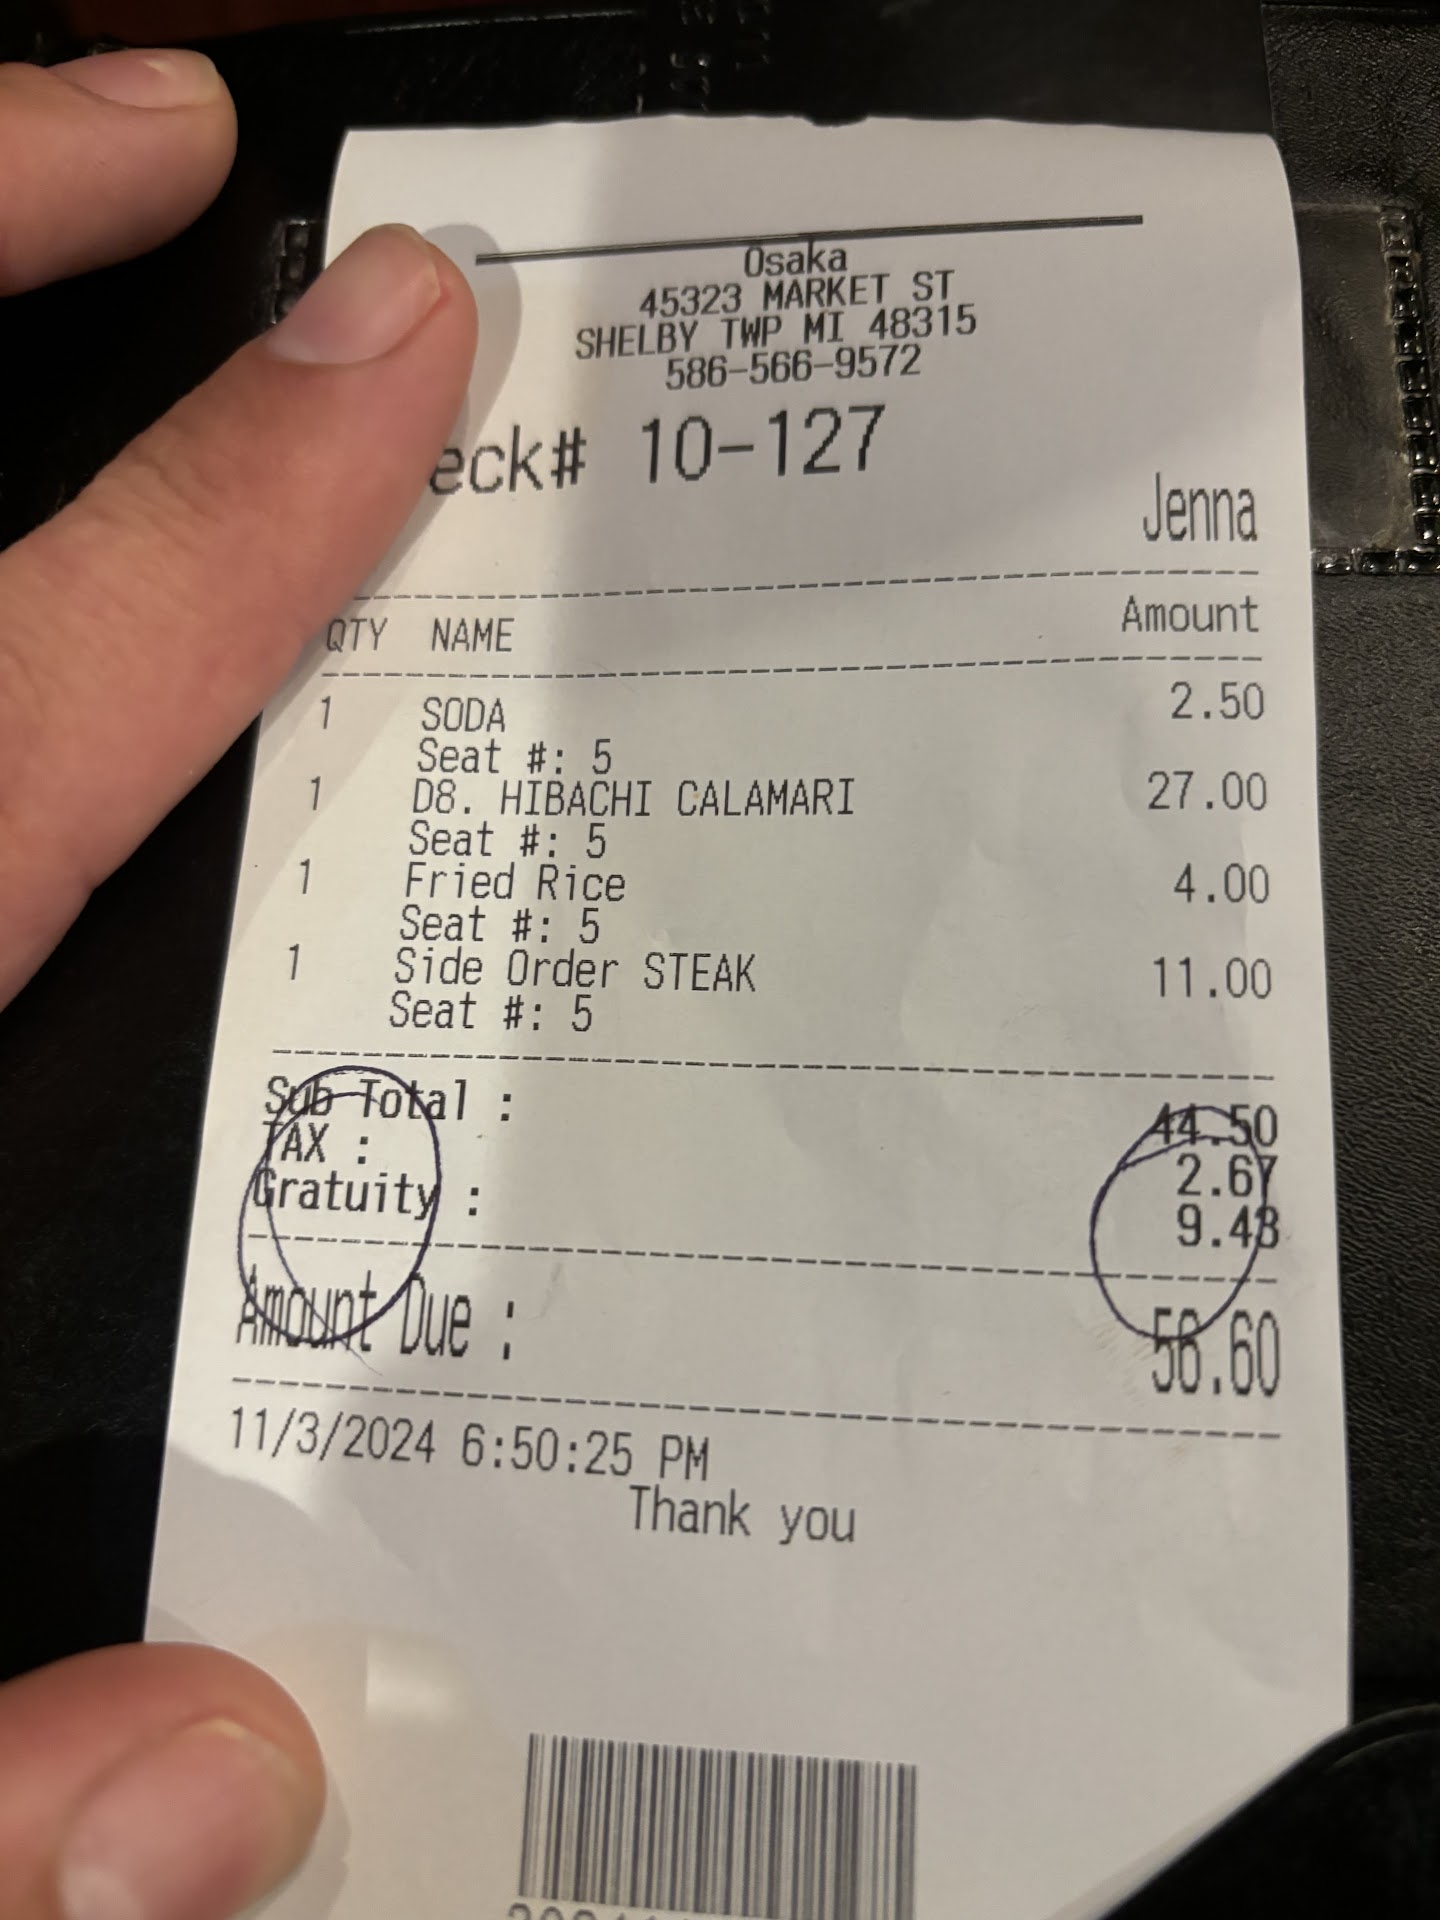 Osaka
45323 MARKET ST
SHELBY TWP MI 48315
586-566-9572
eck# 10-127
Jenna
QTY NAME Amount
1 SODA 2.50
Seat #: 5
1 D8. HIBACHI CALAMARI 27.00
Seat #: 5
1 Fried Rice 4.00
Seat #: 5
1 Side Order STEAK 11.00
Seat #: 5
Sub Total : 44.50
TAX : 2.67
Gratuity : 9.43
Amount Due : 56.60
11/3/2024 6:50:25 PM
Thank you